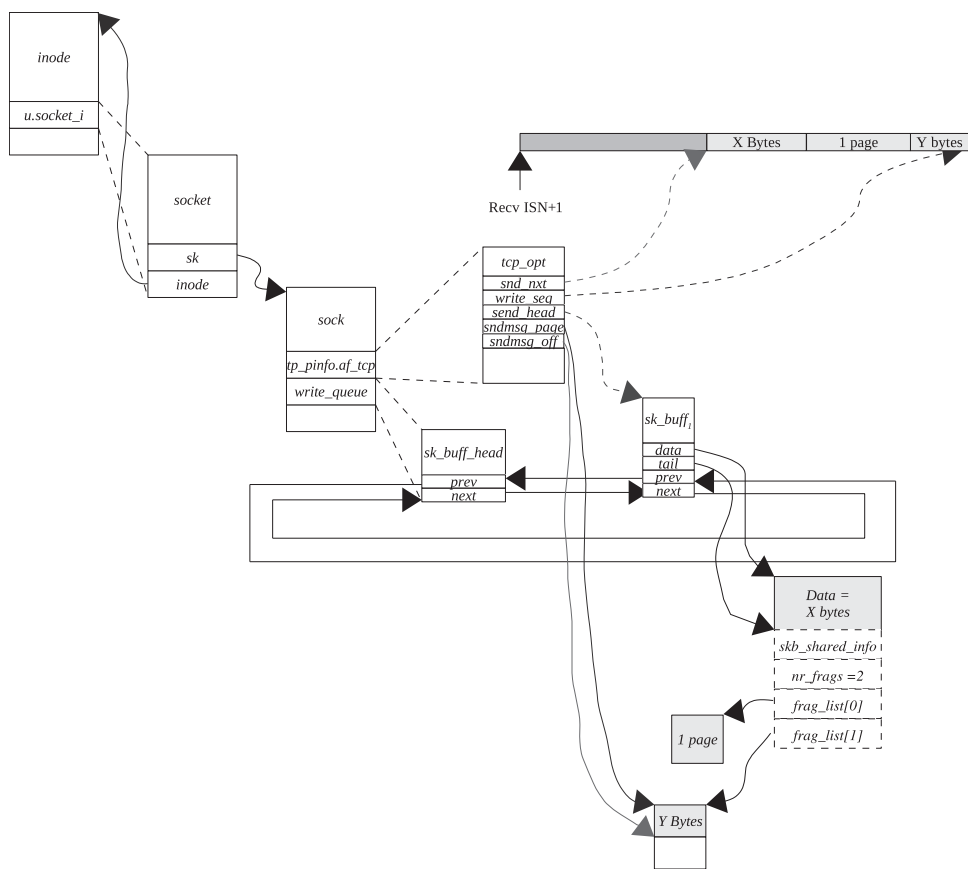 inode
u.socket_i
X Bytes
1 page
Y bytes
socket
Recv ISN+1
sk
inode
tcp_opt
snd_nxt
write_seq
send_head
sndmsg_page
sndmsg_off
sock
tp_pinfo.af_tcp
write_queue
sk_buff_head
prev
next
sk_buff1
data
tail
prev
next
Data =
X bytes
skb_shared_info
nr_frags =2
frag_list[0]
frag_list[1]
1 page
Y Bytes